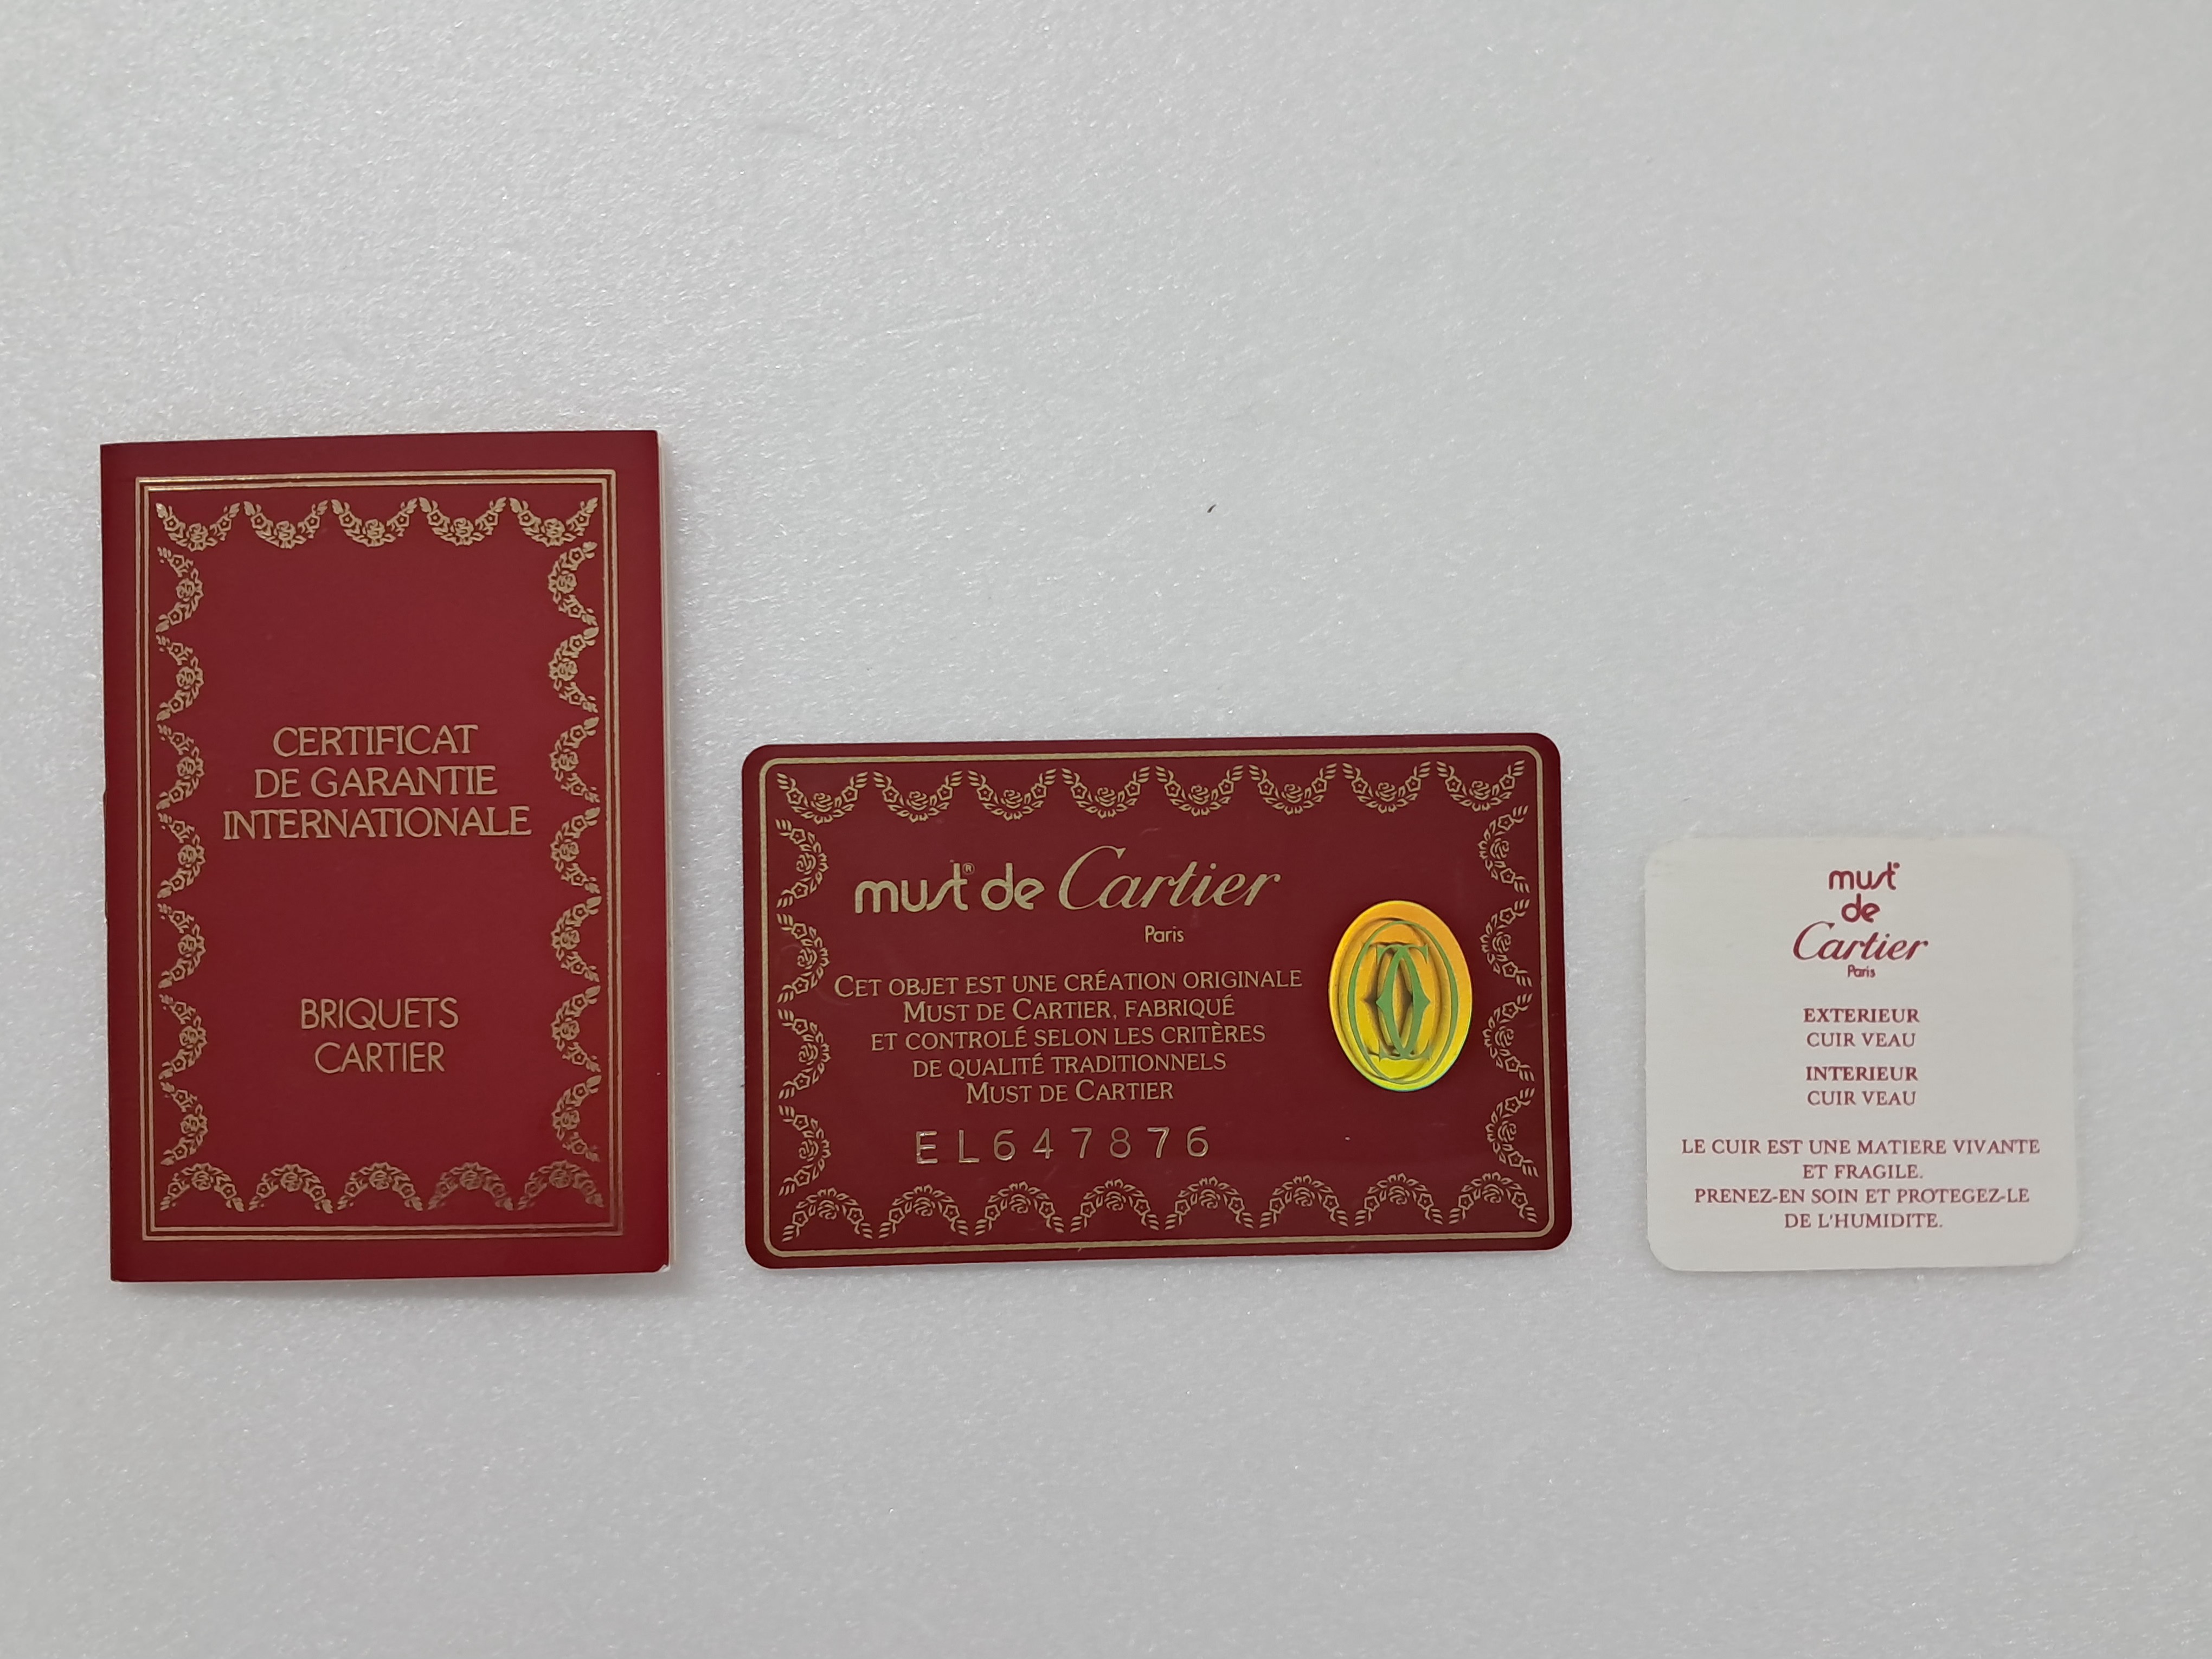 CERTIFICAT
DE GARANTIE
INTERNATIONALE
BRIQUETS
CARTIER
must® de Cartier
Paris
CET OBJET EST UNE CRÉATION ORIGINALE
MUST DE CARTIER, FABRIQUÉ
ET CONTROLÉ SELON LES CRITÈRES
DE QUALITÉ TRADITIONNELS
MUST DE CARTIER
EL647876
must
de
Cartier
Paris
EXTERIEUR
CUIR VEAU
INTERIEUR
CUIR VEAU
LE CUIR EST UNE MATIERE VIVANTE
ET FRAGILE.
PRENEZ-EN SOIN ET PROTEGEZ-LE
DE L'HUMIDITE.